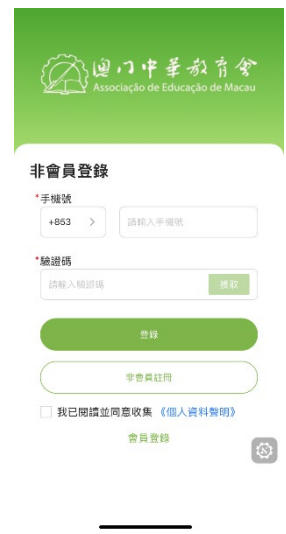 澳门中華教育會
Associação de Educação de Macau
非會員登錄
*手機號
+853 > 請輸入手機號
*驗證碼
請輸入驗證碼 獲取
登錄
非會員註冊
我已閱讀並同意收集 《個人資料聲明》
會員登錄